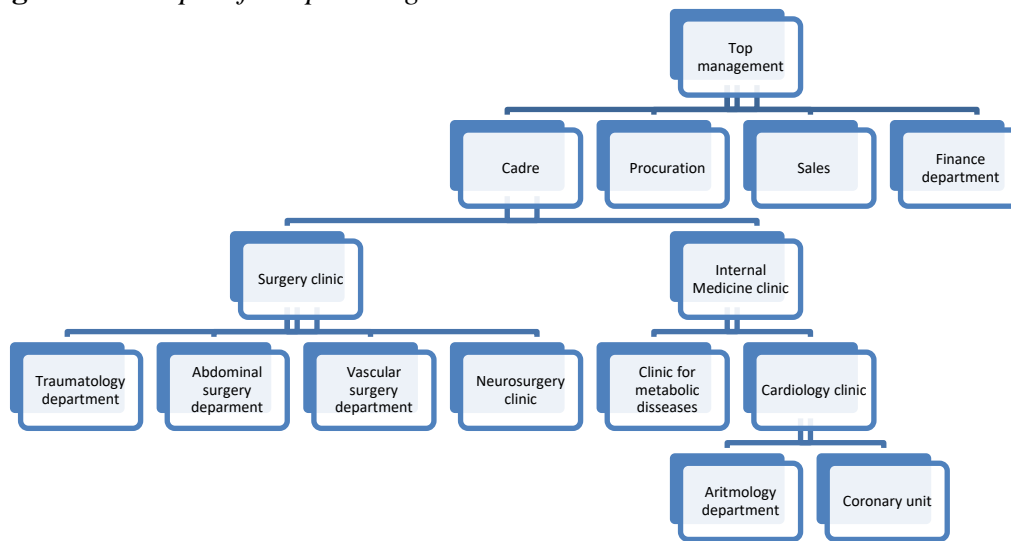 Top
management
Cadre
Procuration
Sales
Finance
department
Surgery clinic
Internal
Medicine clinic
Traumatology
department
Abdominal
surgery
deparment
Vascular
surgery
department
Neurosurgery
clinic
Clinic for
metabolic
disseases
Cardiology clinic
Aritmology
department
Coronary unit